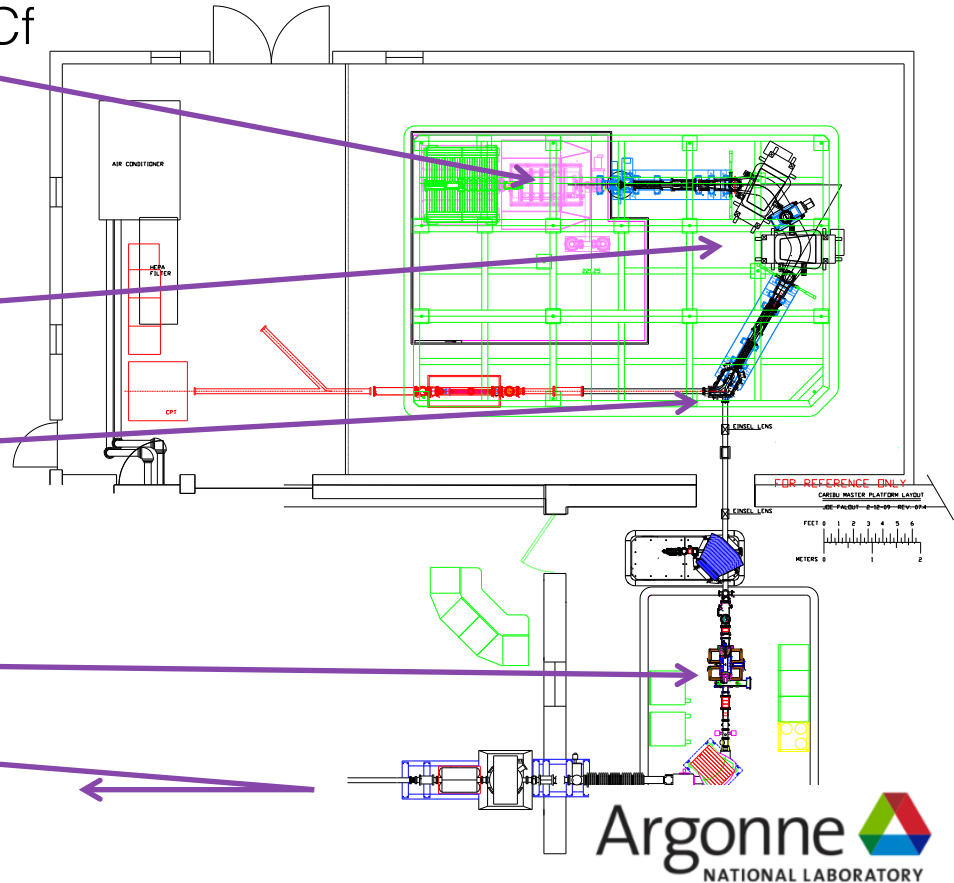 Cf
AIR CONDITIONER
HEPA
FILTER
CPT
EINSEL LENS
FOR REFERENCE ONLY
CARIBU MASTER PLATFORM LAYOUT
JOE FALOUT 2-12-09 REV. 07.4
EINSEL LENS
FEET 0 1 2 3 4 5 6
METERS 0 1 2
Argonne
NATIONAL LABORATORY